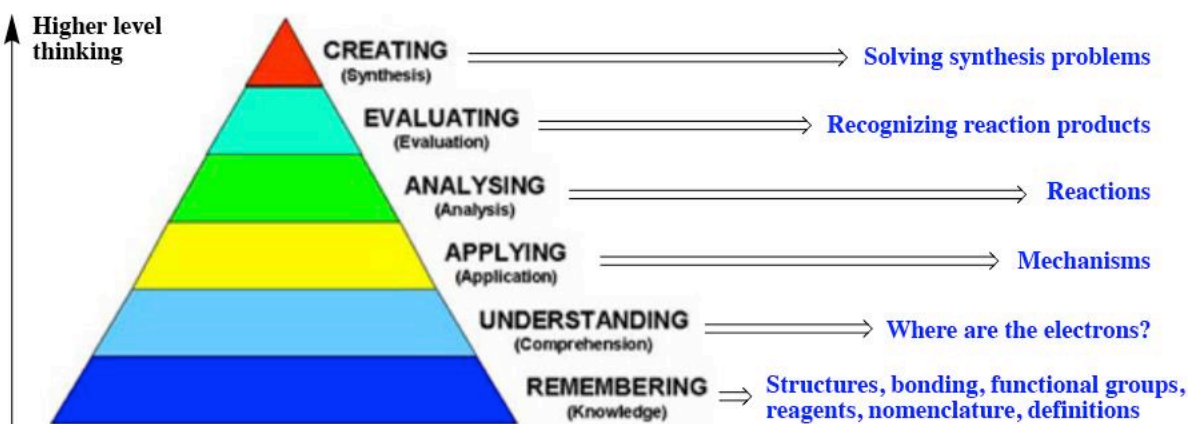 Higher level
thinking
CREATING
(Synthesis)
Solving synthesis problems
EVALUATING
(Evaluation)
Recognizing reaction products
ANALYSING
(Analysis)
Reactions
APPLYING
(Application)
Mechanisms
UNDERSTANDING
(Comprehension)
Where are the electrons?
REMEMBERING
(Knowledge)
Structures, bonding, functional groups,
reagents, nomenclature, definitions